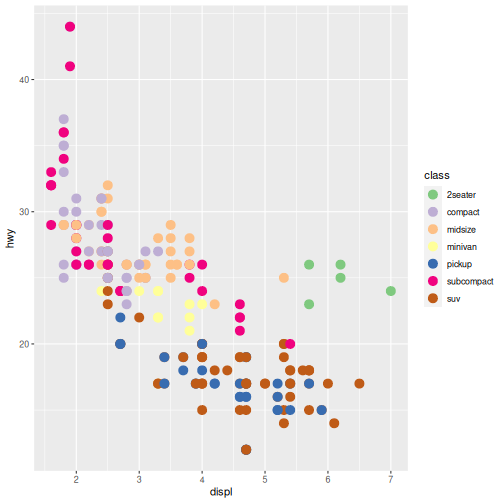 40
30
20
hwy
2 3 4 5 6 7
displ
class
2seater
compact
midsize
minivan
pickup
subcompact
suv